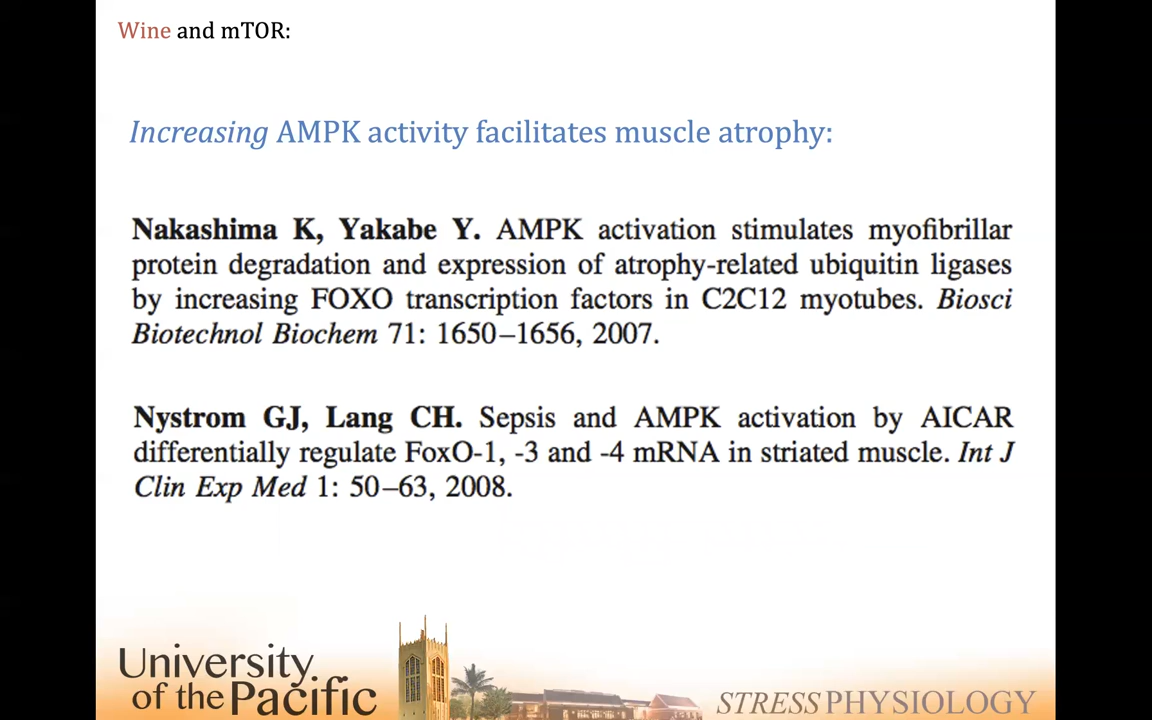 Wine and mTOR:
Increasing AMPK activity facilitates muscle atrophy:
Nakashima K, Yakabe Y. AMPK activation stimulates myofibrillar
protein degradation and expression of atrophy-related ubiquitin ligases
by increasing FOXO transcription factors in C2C12 myotubes. Biosci
Biotechnol Biochem 71: 1650–1656, 2007.
Nystrom GJ, Lang CH. Sepsis and AMPK activation by AICAR
differentially regulate FoxO-1, -3 and -4 mRNA in striated muscle. Int J
Clin Exp Med 1: 50–63, 2008.
University
of the Pacific
STRESSPHYSIOLOGY